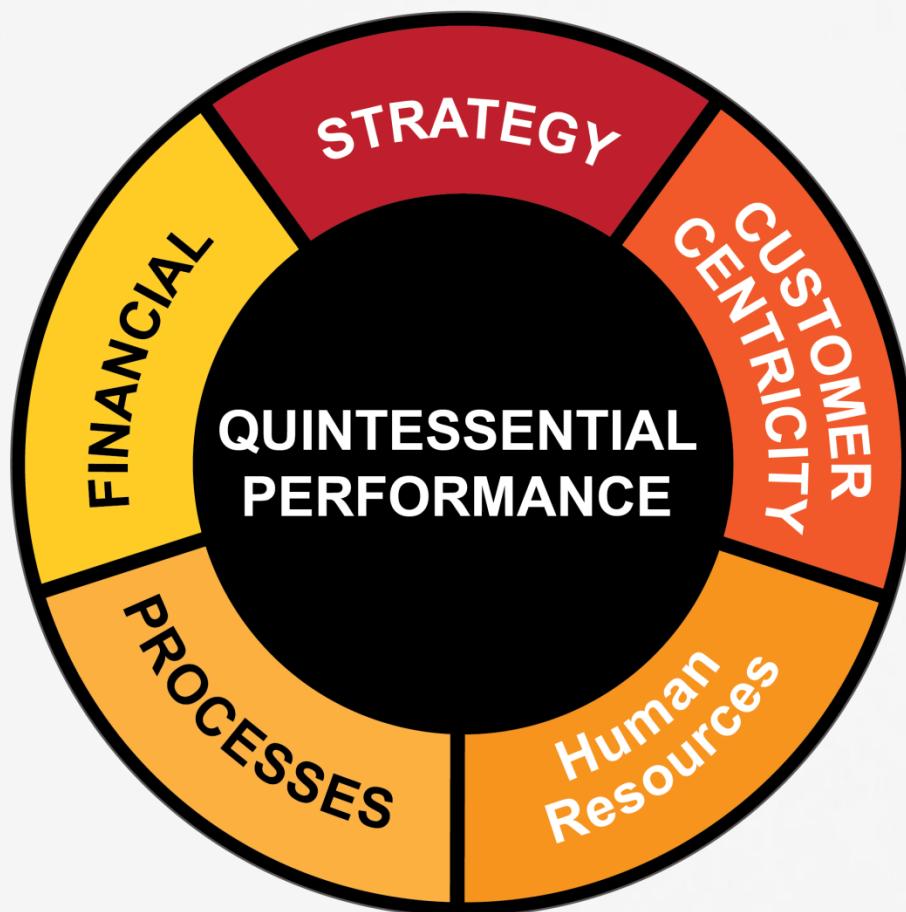 STRATEGY
CUSTOMER
CENTRICITY
Human
Resources
PROCESSES
FINANCIAL
QUINTESSENTIAL
PERFORMANCE